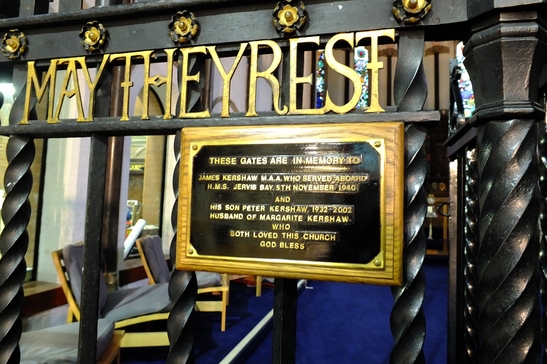 MAY THEY REST
THESE GATES ARE IN MEMORY TO
JAMES KERSHAW M.A.A. WHO SERVED ABOARD
H.M.S. JERVIS BAY. 5TH NOVEMBER 1940
AND
HIS SON PETER KERSHAW, 1932-2002
HUSBAND OF MARGARITE KERSHAW.
WHO
BOTH LOVED THIS CHURCH
GOD BLESS